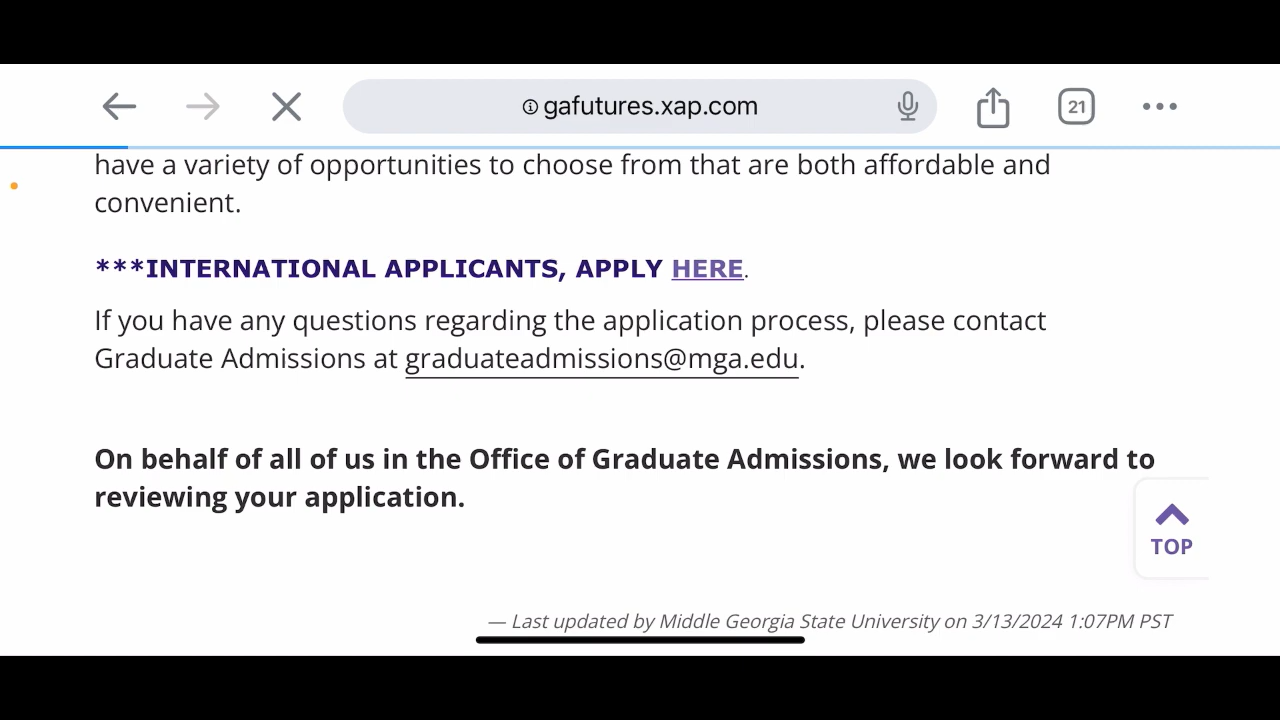 gafutures.xap.com
21
have a variety of opportunities to choose from that are both affordable and
convenient.
***INTERNATIONAL APPLICANTS, APPLY HERE.
If you have any questions regarding the application process, please contact
Graduate Admissions at graduateadmissions@mga.edu.
On behalf of all of us in the Office of Graduate Admissions, we look forward to
reviewing your application.
TOP
— Last updated by Middle Georgia State University on 3/13/2024 1:07PM PST